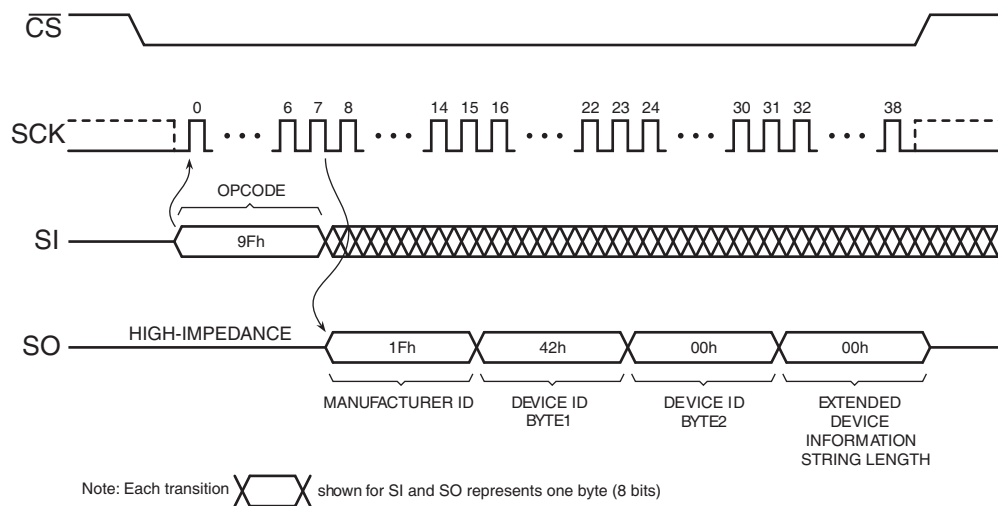 CS
0 6 7 8 14 15 16 22 23 24 30 31 32 38
SCK
OPCODE
SI
9Fh
HIGH-IMPEDANCE
SO
1Fh 42h 00h 00h
MANUFACTURER ID
DEVICE ID
BYTE1
DEVICE ID
BYTE2
EXTENDED
DEVICE
INFORMATION
STRING LENGTH
Note: Each transition shown for SI and SO represents one byte (8 bits)